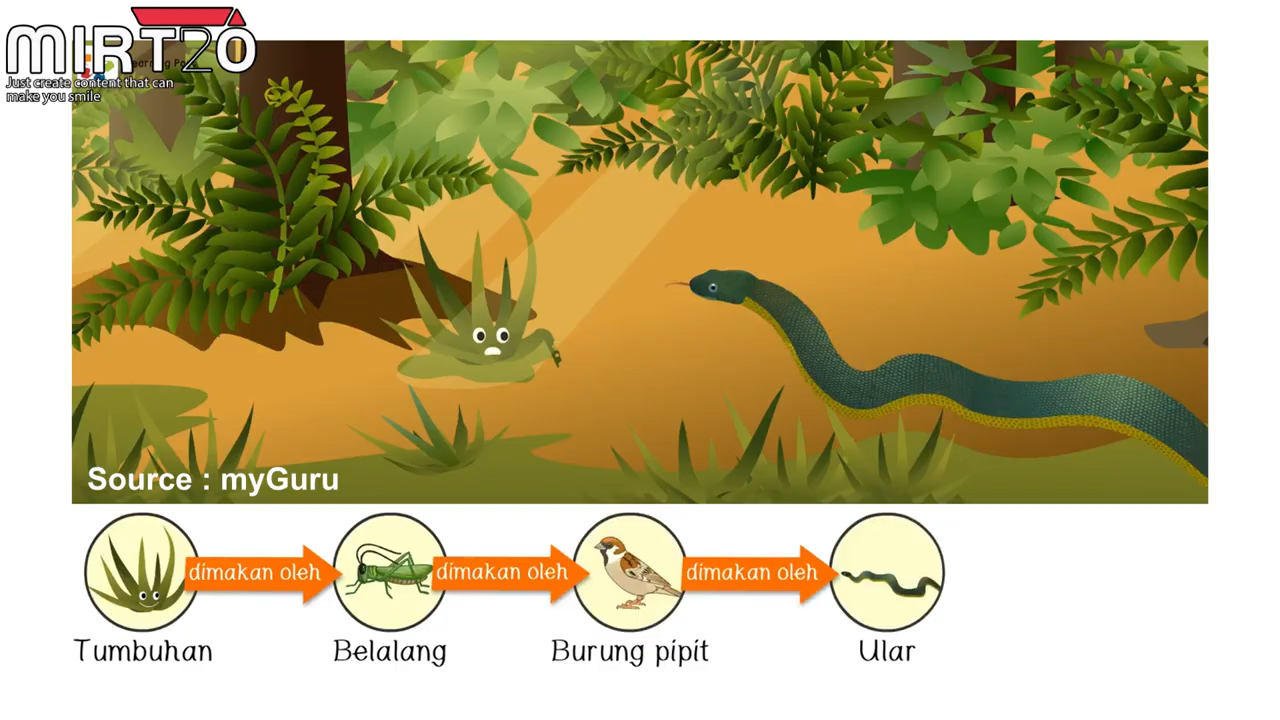 MIRT20
Just create content that can
make you smile
Source : myGuru
dimakan oleh
dimakan oleh
dimakan oleh
Tumbuhan
Belalang
Burung pipit
Ular